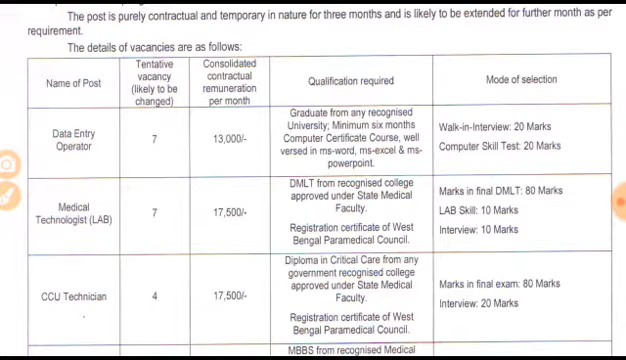 The post is purely contractual and temporary in nature for three months and is likely to be extended for further month as per
requirement.
The details of vacancies are as follows:
Name of Post
Tentative
vacancy
(likely to be
changed)
Consolidated
contractual
remuneration
per month
Qualification required
Mode of selection
Data Entry
Operator
7
13,000/-
Graduate from any recognised
University; Minimum six months
Computer Certificate Course, well
versed in ms-word, ms-excel & ms-
powerpoint.
Walk-in-Interview: 20 Marks
Computer Skill Test: 20 Marks
Medical
Technologist (LAB)
7
17,500/-
DMLT from recognised college
approved under State Medical
Faculty.
Registration certificate of West
Bengal Paramedical Council.
Marks in final DMLT: 80 Marks
LAB Skill: 10 Marks
Interview: 10 Marks
CCU Technician
4
17,500/-
Diploma in Critical Care from any
government recognised college
approved under State Medical
Faculty.
Registration certificate of West
Bengal Paramedical Council.
Marks in final exam: 80 Marks
Interview: 20 Marks
MBBS from recognised Medical